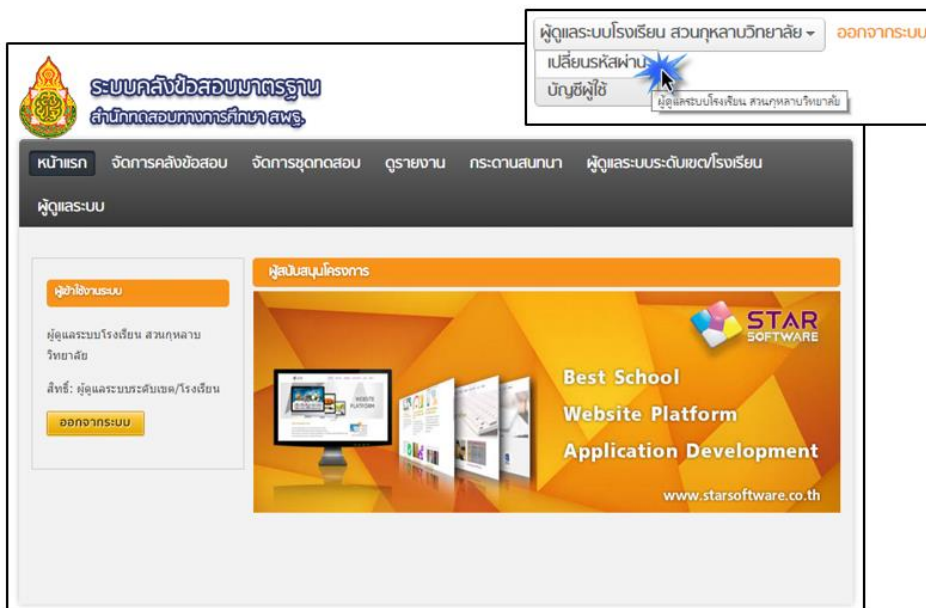 ผู้ดูแลระบบโรงเรียน สวนกุหลาบวิทยาลัย
ออกจากระบบ
เปลี่ยนรหัสผ่าน
บัญชีผู้ใช้
ผู้ดูแลระบบโรงเรียน สวนกุหลาบวิทยาลัย
ระบบคลังข้อสอบมาตรฐาน
สำนักทดสอบทางการศึกษา สพฐ.
หน้าแรก จัดการคลังข้อสอบ จัดการชุดทดสอบ ดูรายงาน กระดานสนทนา ผู้ดูแลระบบระดับเขต/โรงเรียน
ผู้ดูแลระบบ
ผู้เข้าใช้งานระบบ
ผู้ดูแลระบบโรงเรียน สวนกุหลาบ
วิทยาลัย
สิทธิ์: ผู้ดูแลระบบระดับเขต/โรงเรียน
ออกจากระบบ
ผู้สนับสนุนโครงการ
STAR
SOFTWARE
WEBSITE
PLATFORM
Best School
Website Platform
Application Development
www.starsoftware.co.th